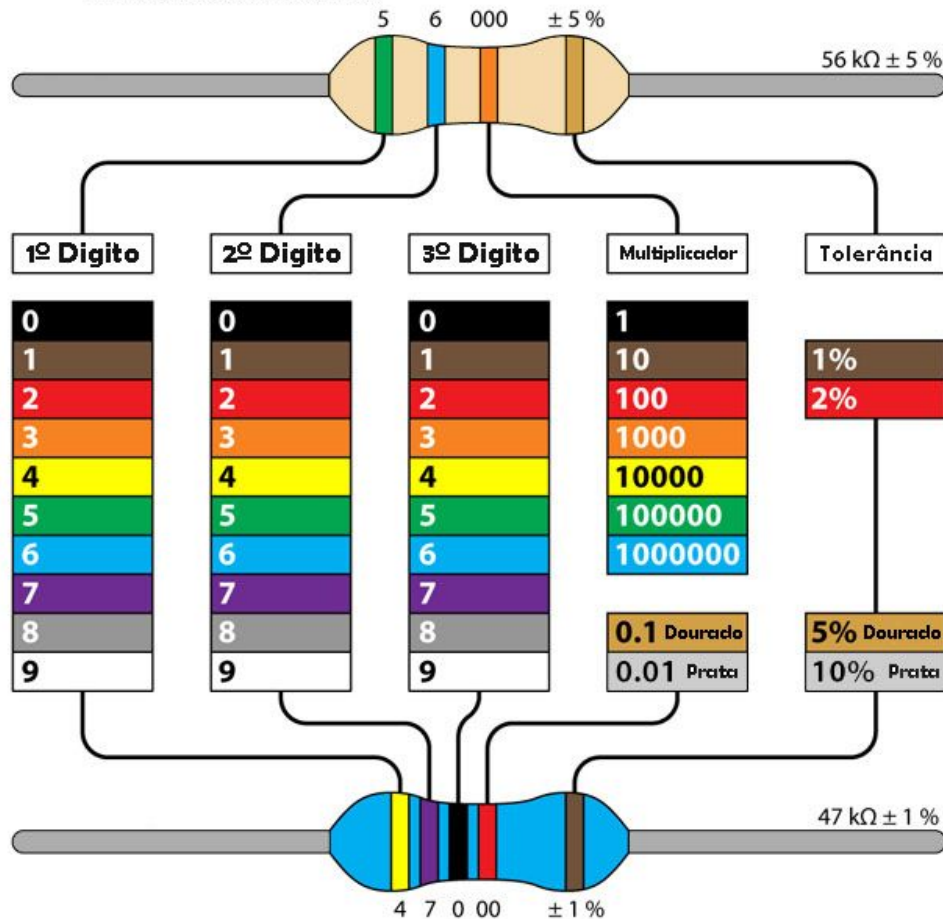 5 6 000 ± 5 %
56 kΩ ± 5 %
1º Digito 2º Digito 3º Digito Multiplicador Tolerância
0 0 0 1
1 1 1 10 1%
2 2 2 100 2%
3 3 3 1000
4 4 4 10000
5 5 5 100000
6 6 6 1000000
7 7 7
8 8 8 0.1 Dourado 5% Dourado
9 9 9 0.01 Prata 10% Prata
47 kΩ ± 1 %
4 7 0 00 ± 1 %